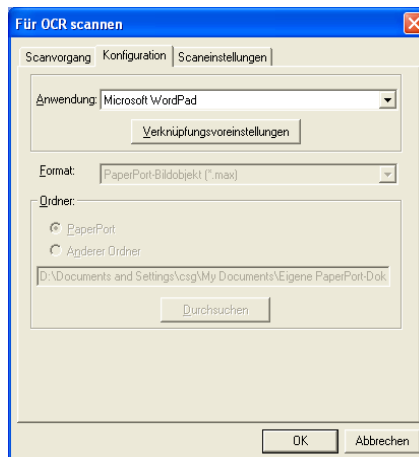 Für OCR scannen
Scanvorgang Konfiguration Scaneinstellungen
Anwendung: Microsoft WordPad
Verknüpfungsvoreinstellungen
Format: PaperPort-Bildobjekt (*.max)
Ordner:
PaperPort
Anderer Ordner
D:\Documents and Settings\csg\My Documents\Eigene PaperPort-Dok
Durchsuchen
OK Abbrechen